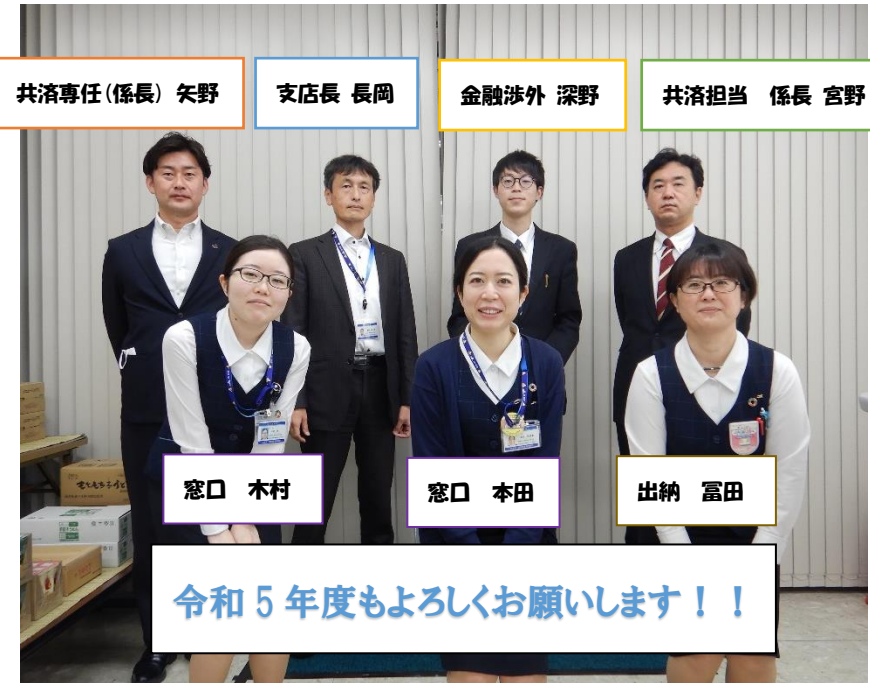 共済専任(係長) 矢野
支店長 長岡
金融渉外 深野
共済担当 係長 宮野
窓口 木村
窓口 本田
出納 冨田
令和5年度もよろしくお願いします！！